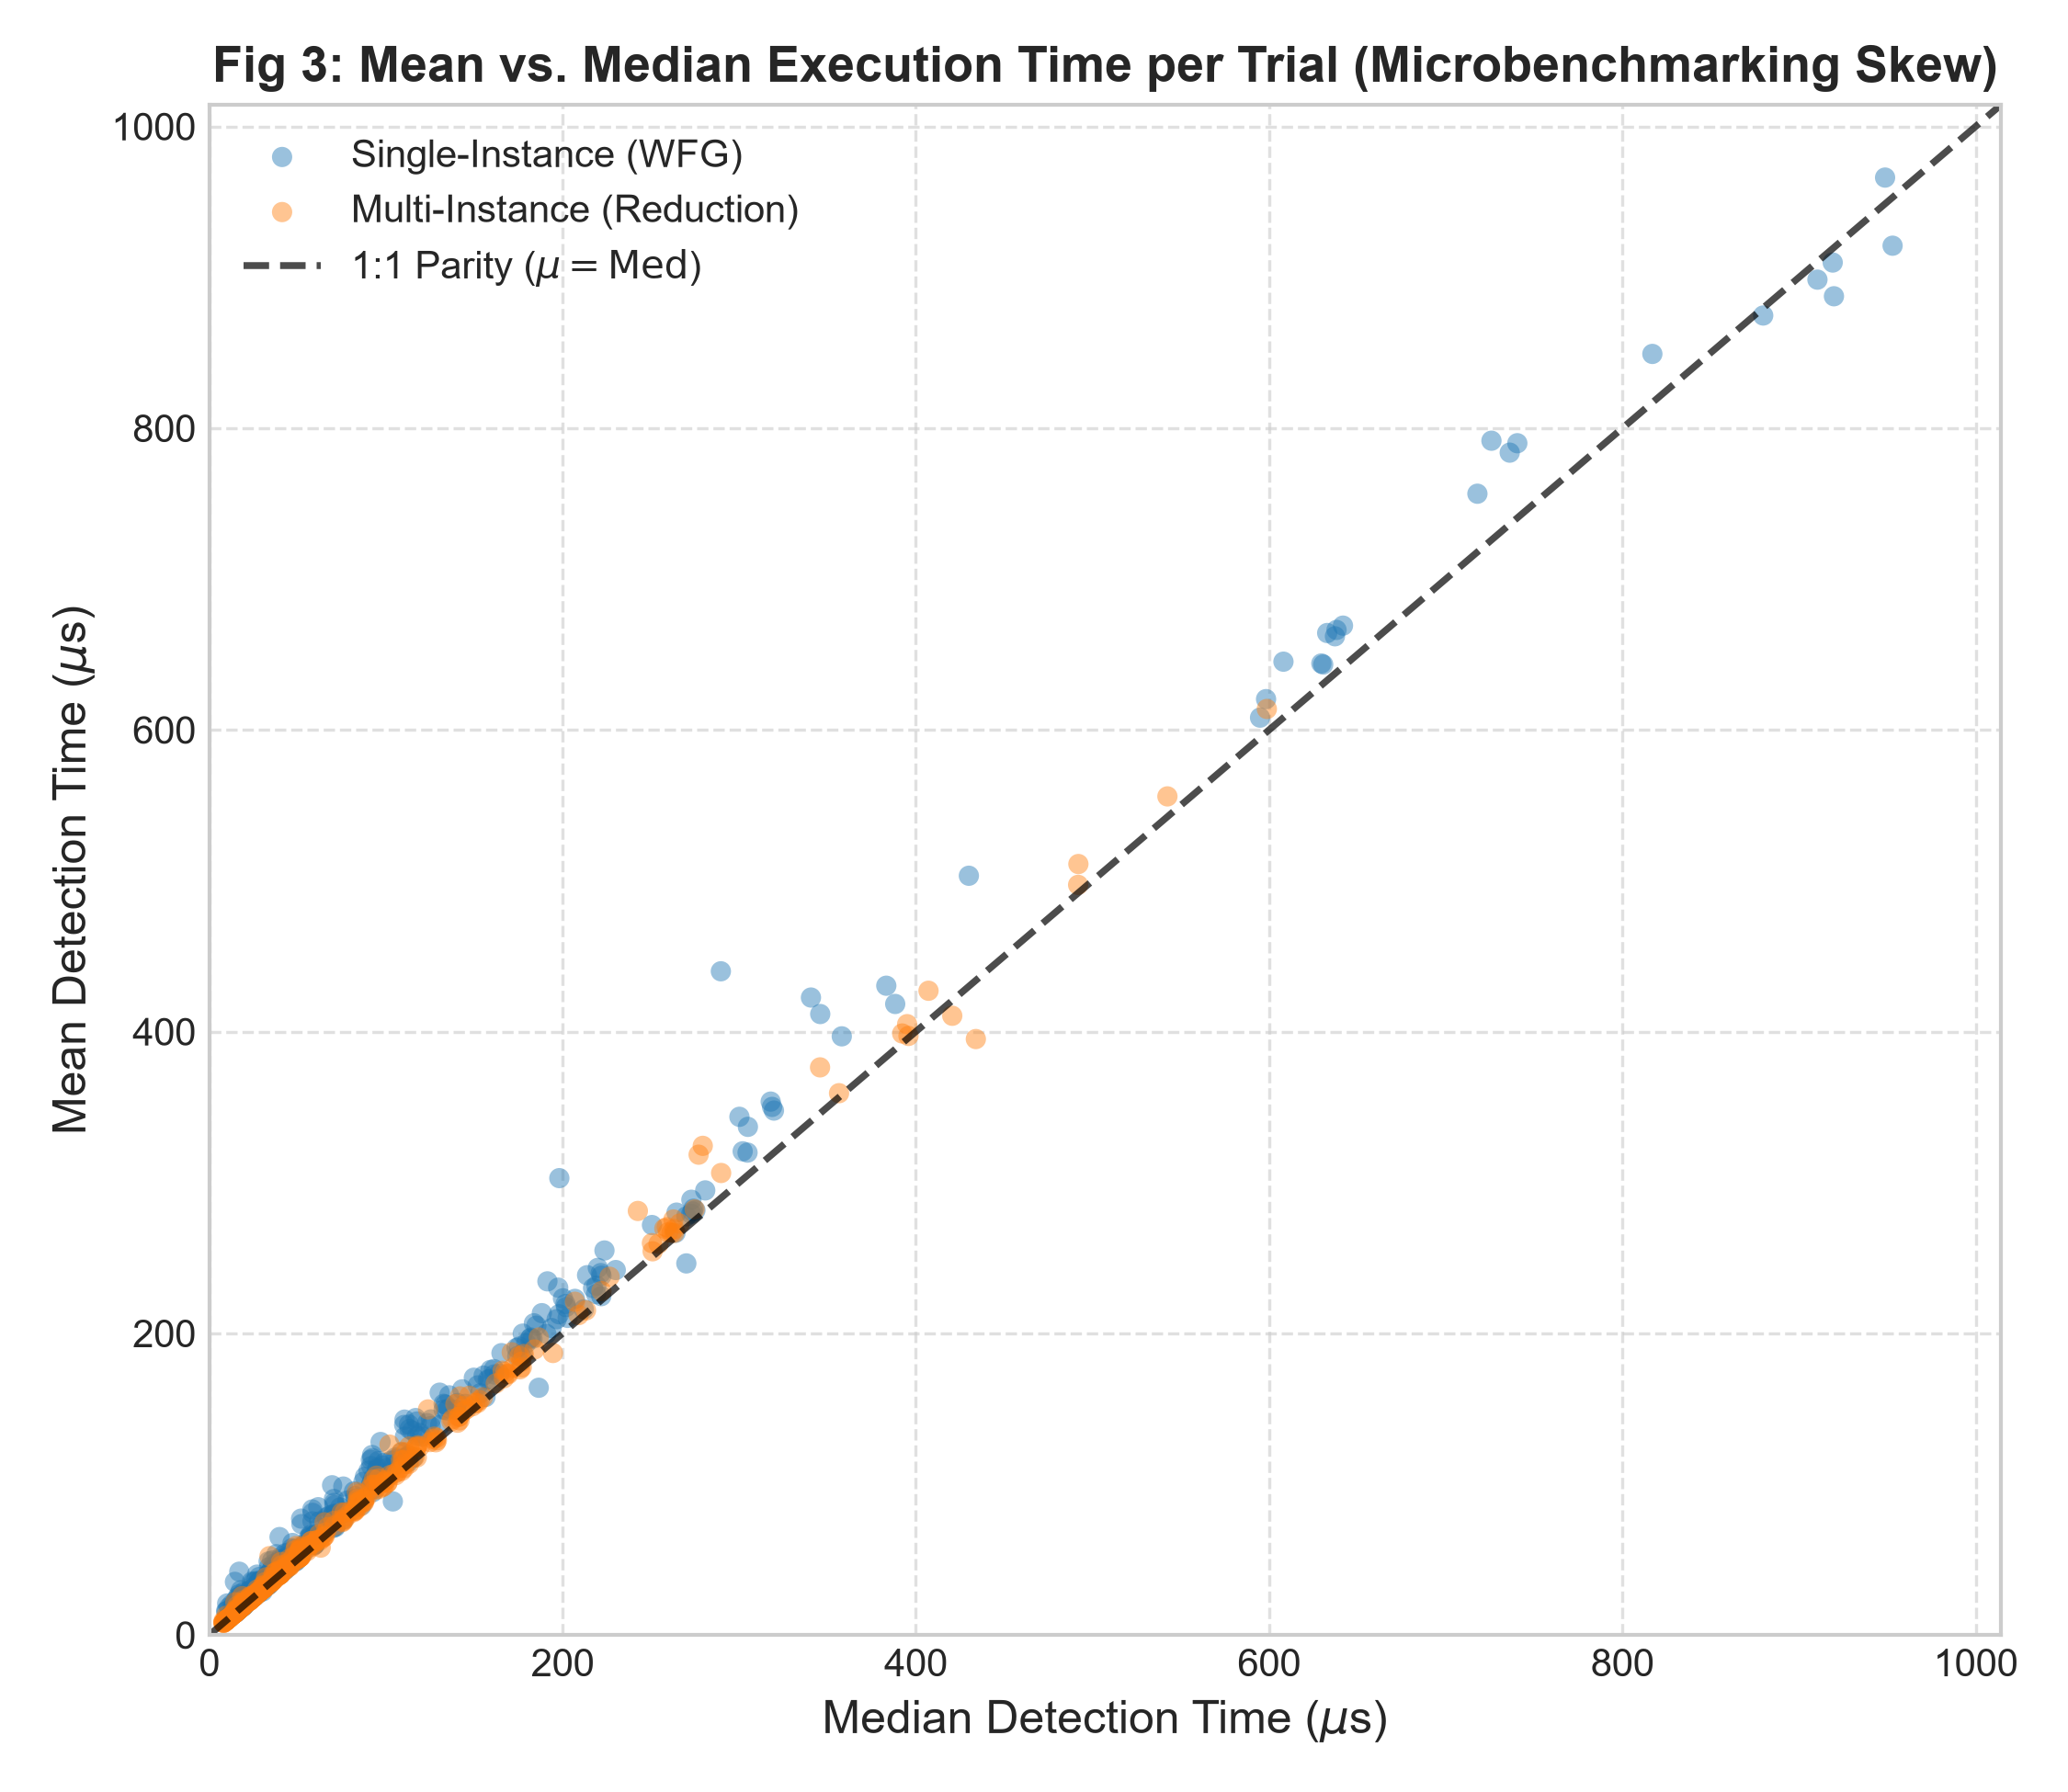 Fig 3: Mean vs. Median Execution Time per Trial (Microbenchmarking Skew)
Single-Instance (WFG)
Multi-Instance (Reduction)
1:1 Parity (μ = Med)
Mean Detection Time (μs)
1000
800
600
400
200
0
0 200 400 600 800 1000
Median Detection Time (μs)